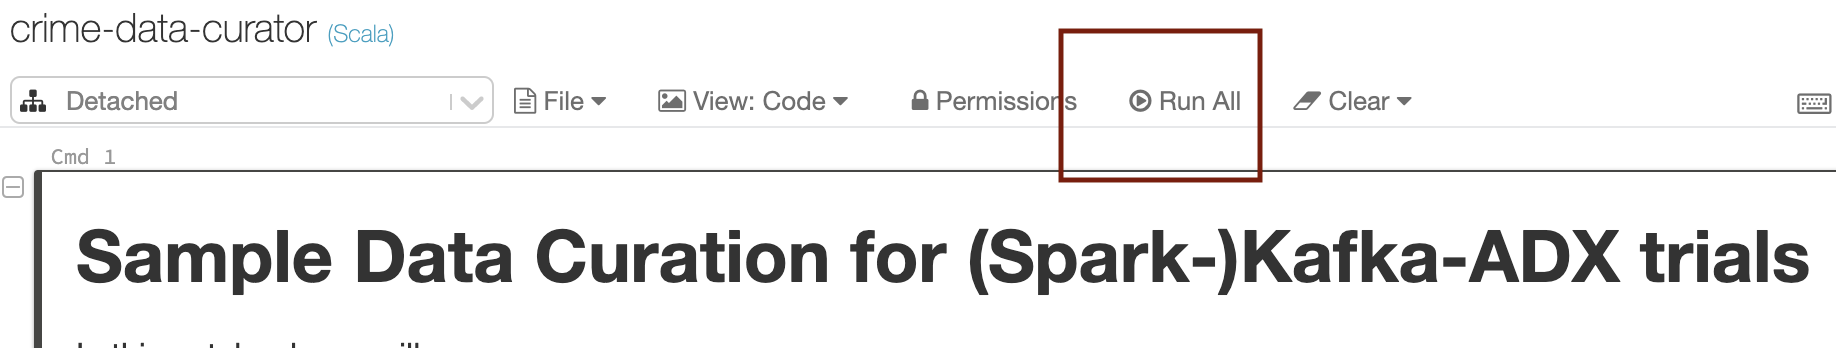 crime-data-curator (Scala)
Detached File View: Code Permissions Run All Clear
Cmd 1
Sample Data Curation for (Spark-)Kafka-ADX trials